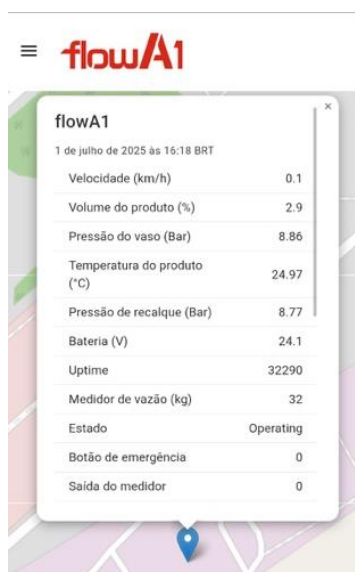 flowA1
flowA1
1 de julho de 2025 às 16:18 BRT
Velocidade (km/h) 0.1
Volume do produto (%) 2.9
Pressão do vaso (Bar) 8.86
Temperatura do produto
(°C) 24.97
Pressão de recalque (Bar) 8.77
Bateria (V) 24.1
Uptime 32290
Medidor de vazão (kg) 32
Estado Operating
Botão de emergência 0
Saída do medidor 0